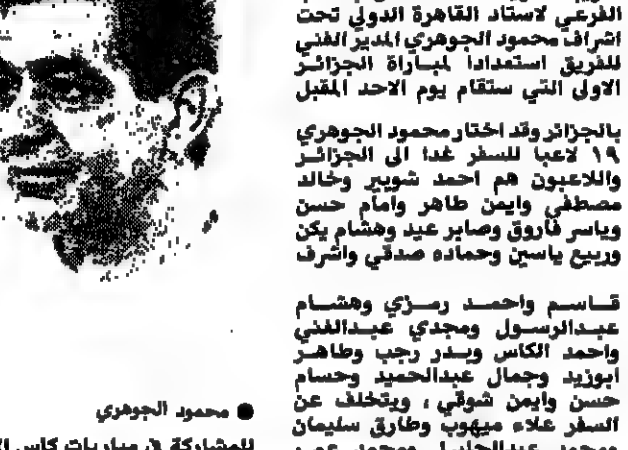 الفرعي لاستاد القاهرة الدولي تحت
اشراف محمود الجوهري المدير الفني
للفريق استعدادا لمباراة الجزائر
الاولى التي ستقام يوم الاحد المقبل
بالجزائر وقد اختار محمود الجوهري
١٩ لاعبا للسفر غدا الى الجزائر
واللاعبون هم احمد شوبير وخالد
مصطفى وايمن طاهر وامام حسن
وياسر فاروق وصابر عيد وهشام يكن
وربيع ياسين وحماده صدقي واشرف
قاسم واحمد رمزي وهشام
عبدالرسول ومجدي عبدالغني
واحمد الكاس وبدر رجب وطاهر
ابوزيد وجمال عبدالحميد وحسام
حسن وايمن شوقي ، ويتخلف عن
السفر علاء ميهوب وطارق سليمان
محمود الجوهري
للمشاركة في مباريات كاس